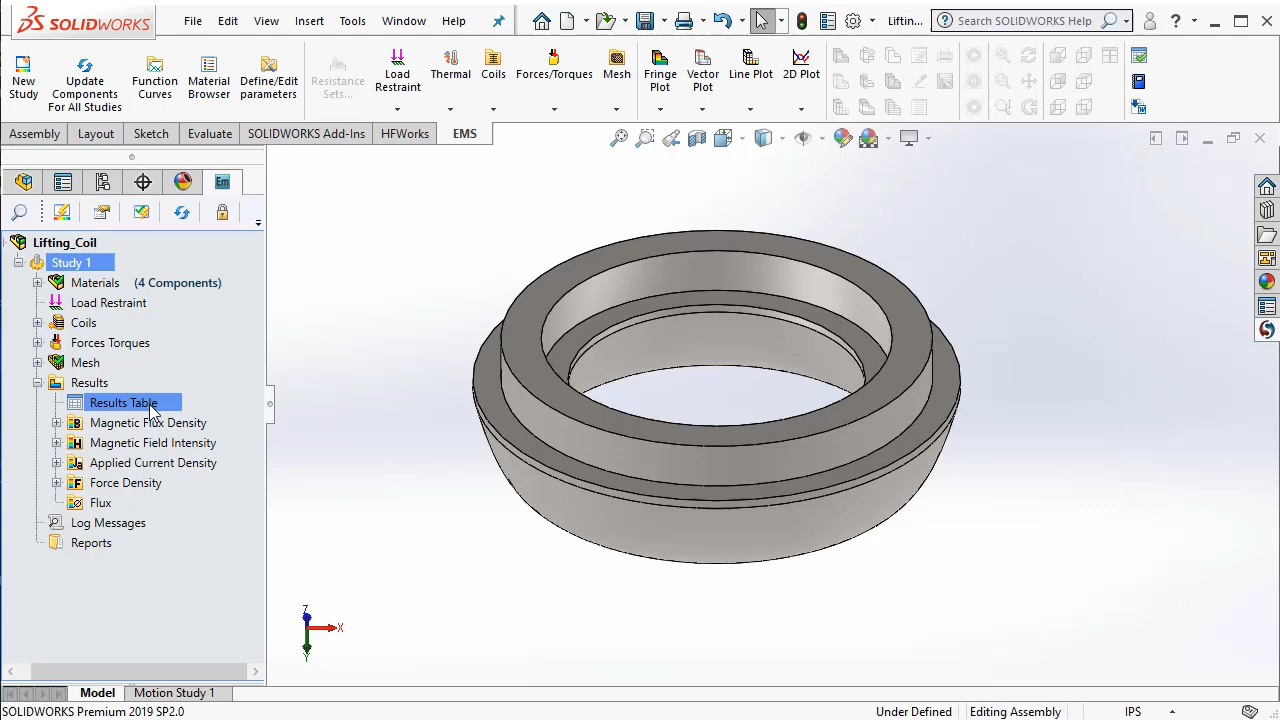 SOLIDWORKS
File Edit View Insert Tools Window Help
Liftin...
Search SOLIDWORKS Help
?
New Study
Update Components For All Studies
Function Curves
Material Browser
Define/Edit parameters
Resistance Sets...
Load Restraint
Thermal
Coils
Forces/Torques
Mesh
Fringe Plot
Vector Plot
Line Plot
2D Plot
Assembly Layout Sketch Evaluate SOLIDWORKS Add-Ins HFWorks EMS
Em
Lifting_Coil
Study 1
Materials (4 Components)
Load Restraint
Coils
Forces Torques
Mesh
Results
Results Table
B Magnetic Flux Density
H Magnetic Field Intensity
Ja Applied Current Density
F Force Density
Flux
Log Messages
Reports
Z
X
Y
Model Motion Study 1
SOLIDWORKS Premium 2019 SP2.0
Under Defined Editing Assembly IPS